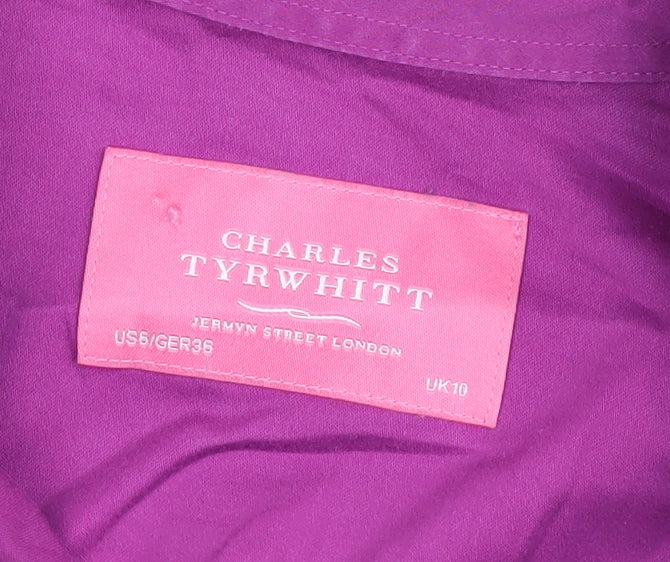 CHARLES
TYRWHITT
JERMYN STREET LONDON
US6/GER36
UK10